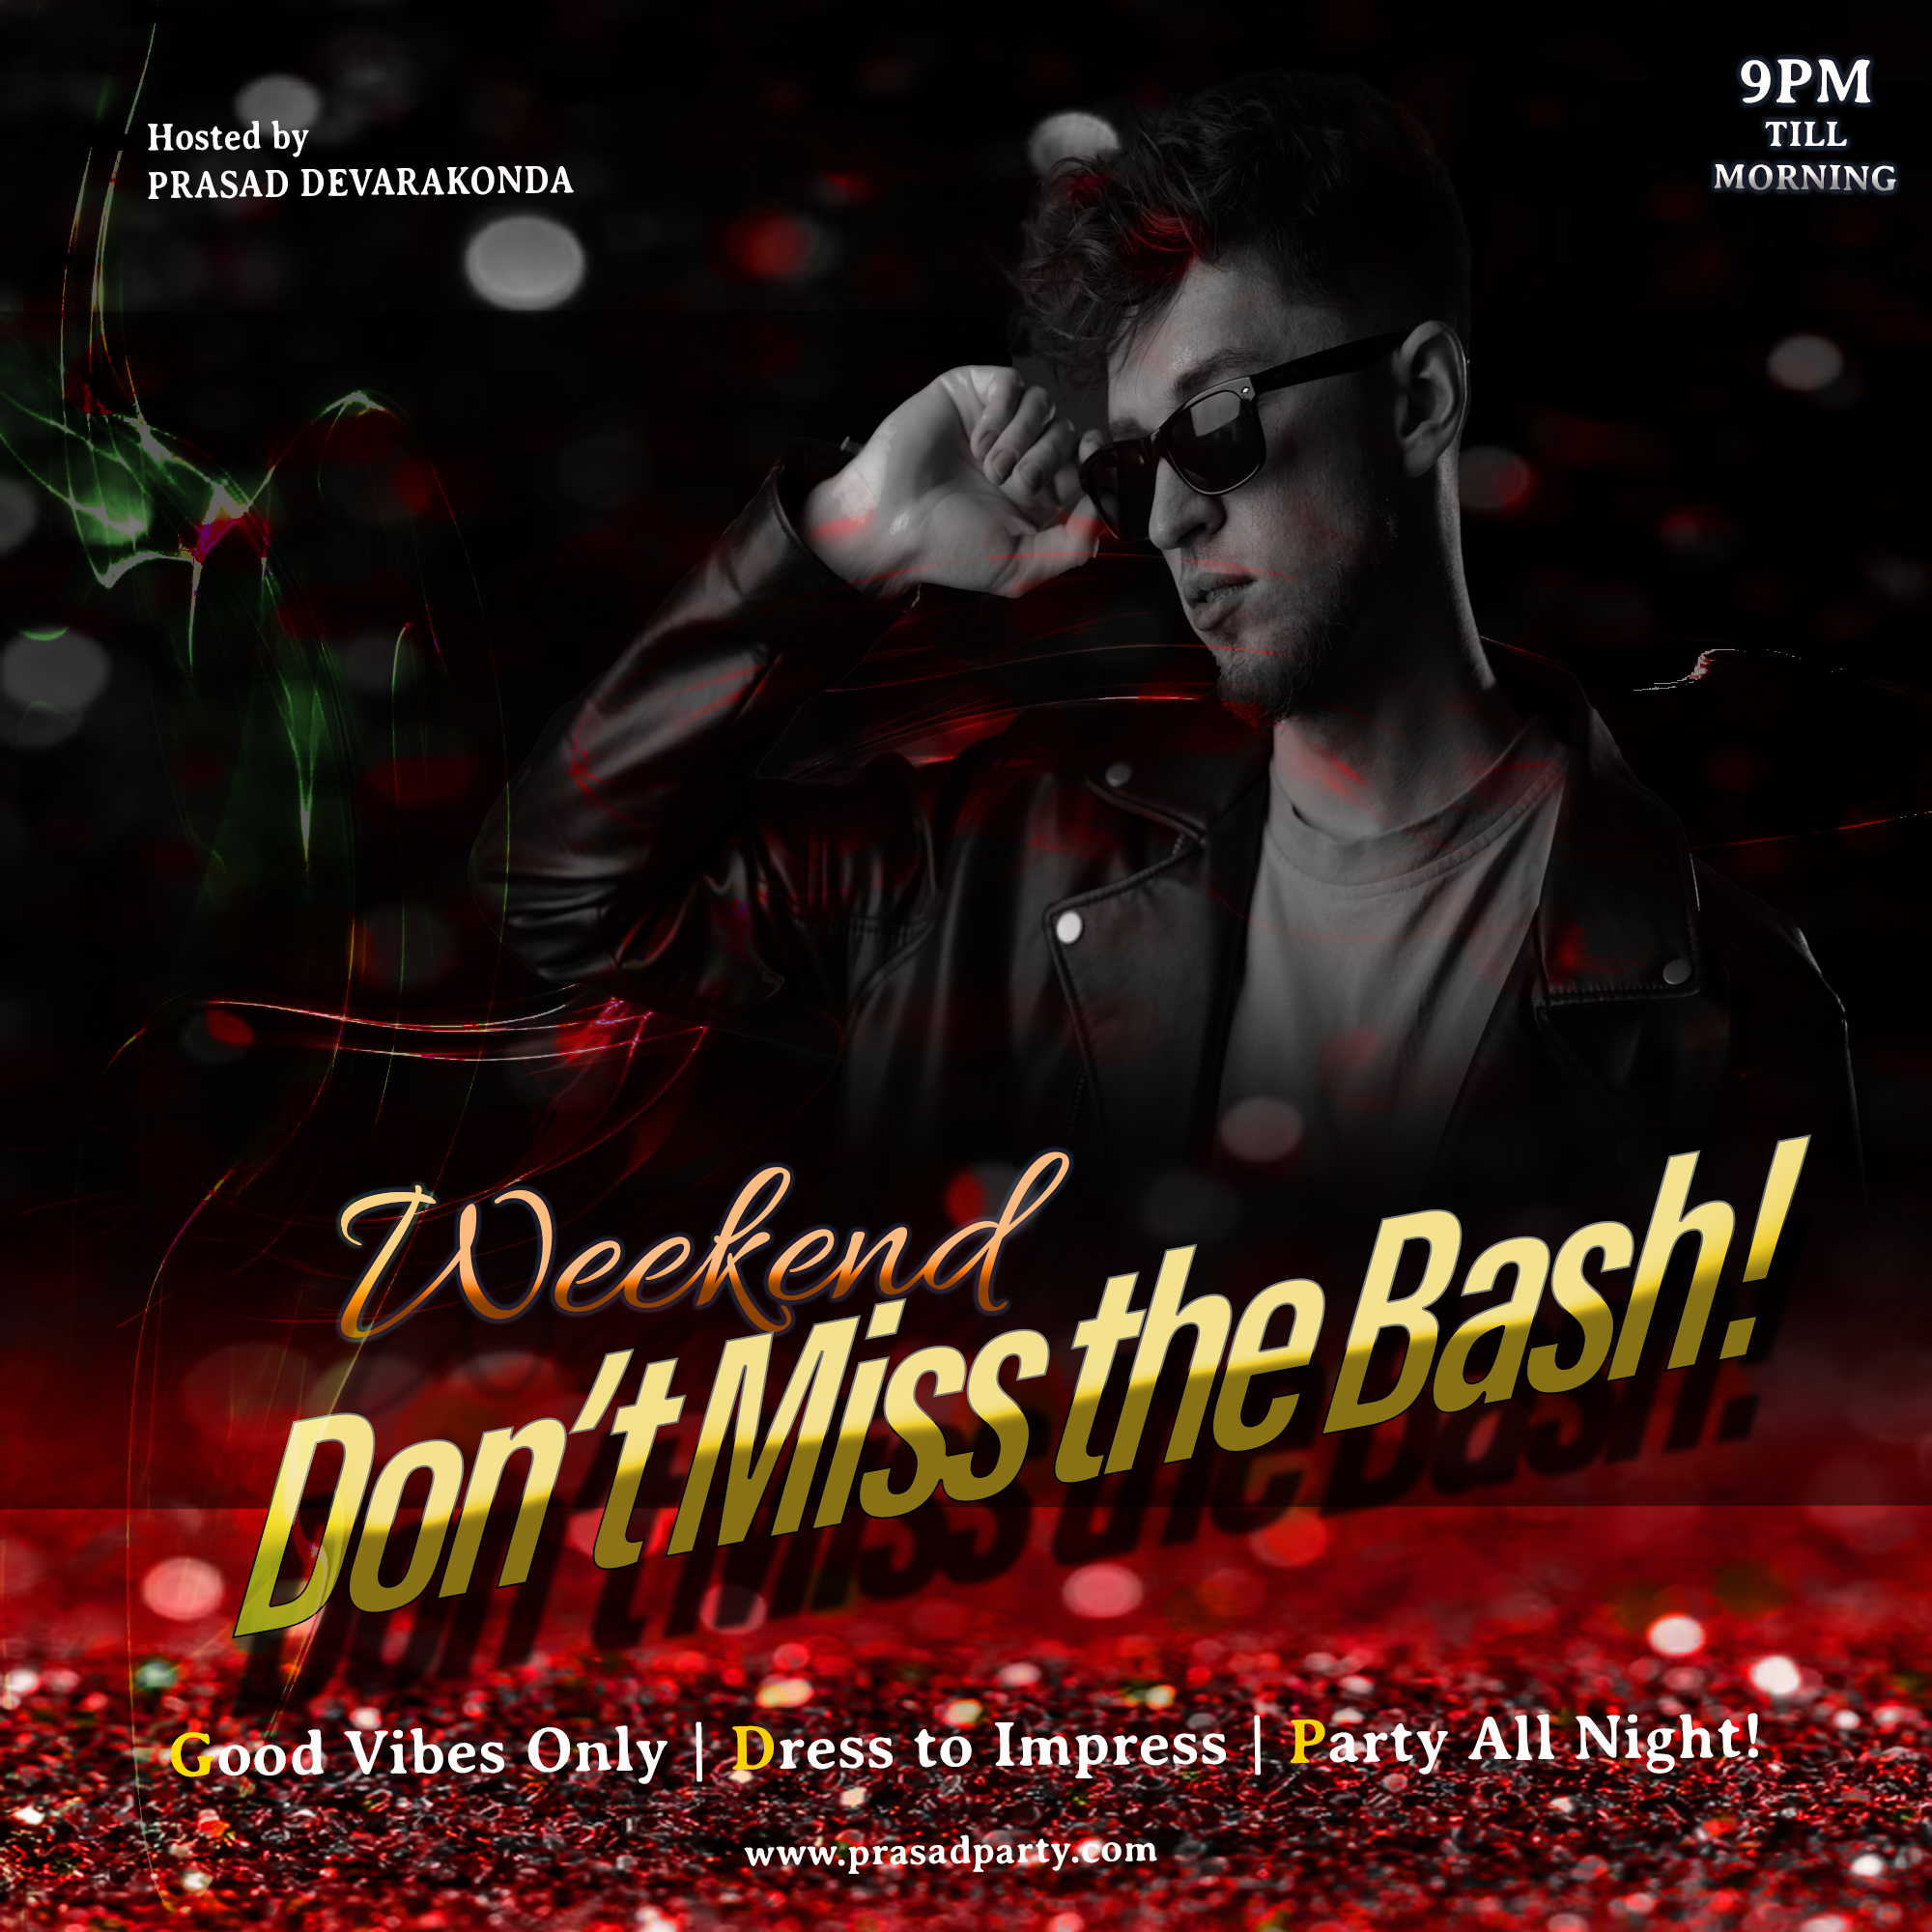 Hosted by
PRASAD DEVARAKONDA
9PM
TILL
MORNING
Weekend
Don't Miss the Bash!
Good Vibes Only | Dress to Impress | Party All Night!
www.prasadparty.com